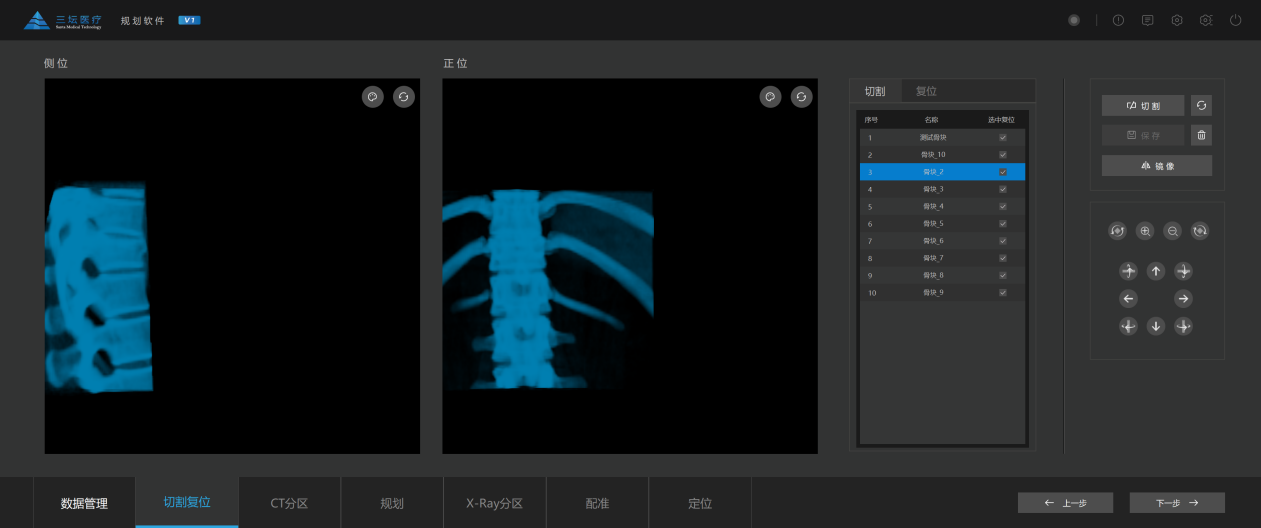 三坛医疗
Santa Medical Technology
规划软件 V1
侧位
正位
切割 复位
序号 名称 选中复位
1 测试骨块
2 骨块_10
3 骨块_2
4 骨块_3
5 骨块_4
6 骨块_5
7 骨块_6
8 骨块_7
9 骨块_8
10 骨块_9
切割
保存
镜像
数据管理 切割复位 CT分区 规划 X-Ray分区 配准 定位
上一步 下一步